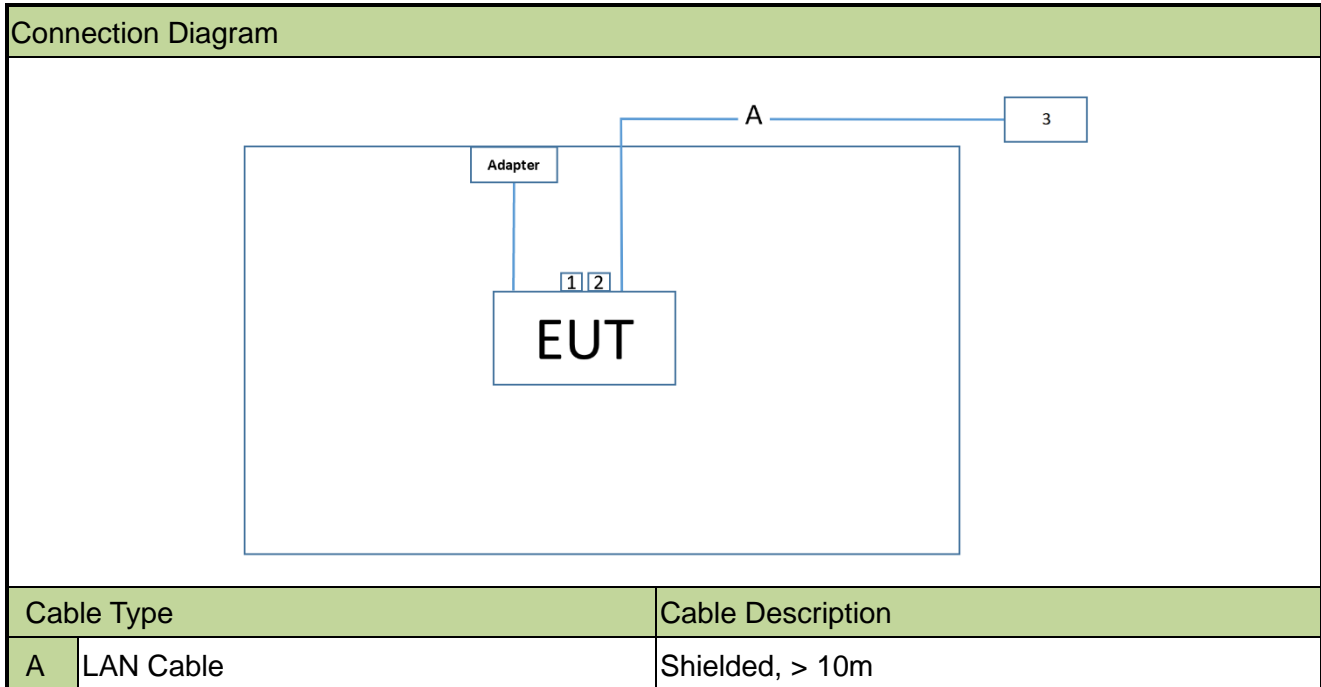 Connection Diagram
A
3
Adapter
1 2
EUT
Cable Type Cable Description
A LAN Cable Shielded, > 10m